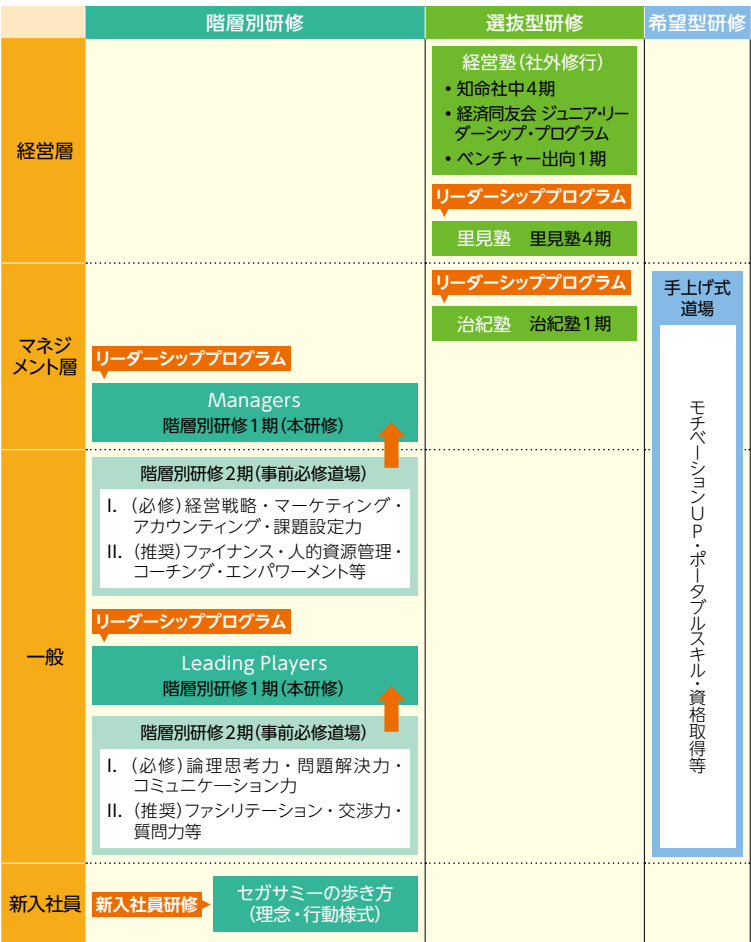 階層別研修
選抜型研修
希望型研修
経営層
経営塾(社外修行)
• 知命社中4期
• 経済同友会 ジュニア・リー
ダーシップ・プログラム
• ベンチャー出向1期
リーダーシッププログラム
里見塾 里見塾4期
マネジ
メント層
リーダーシッププログラム
治紀塾 治紀塾1期
手上げ式
道場
モチベーションUP・ポータブルスキル・資格取得等
リーダーシッププログラム
Managers
階層別研修1期(本研修)
一般
階層別研修2期(事前必修道場)
I. (必修)経営戦略・マーケティング・
アカウンティング・課題設定力
II. (推奨)ファイナンス・人的資源管理・
コーチング・エンパワーメント等
リーダーシッププログラム
Leading Players
階層別研修1期(本研修)
階層別研修2期(事前必修道場)
I. (必修)論理思考力・問題解決力・
コミュニケーション力
II. (推奨)ファシリテーション・交渉力・
質問力等
新入社員
新入社員研修
セガサミーの歩き方
(理念・行動様式)